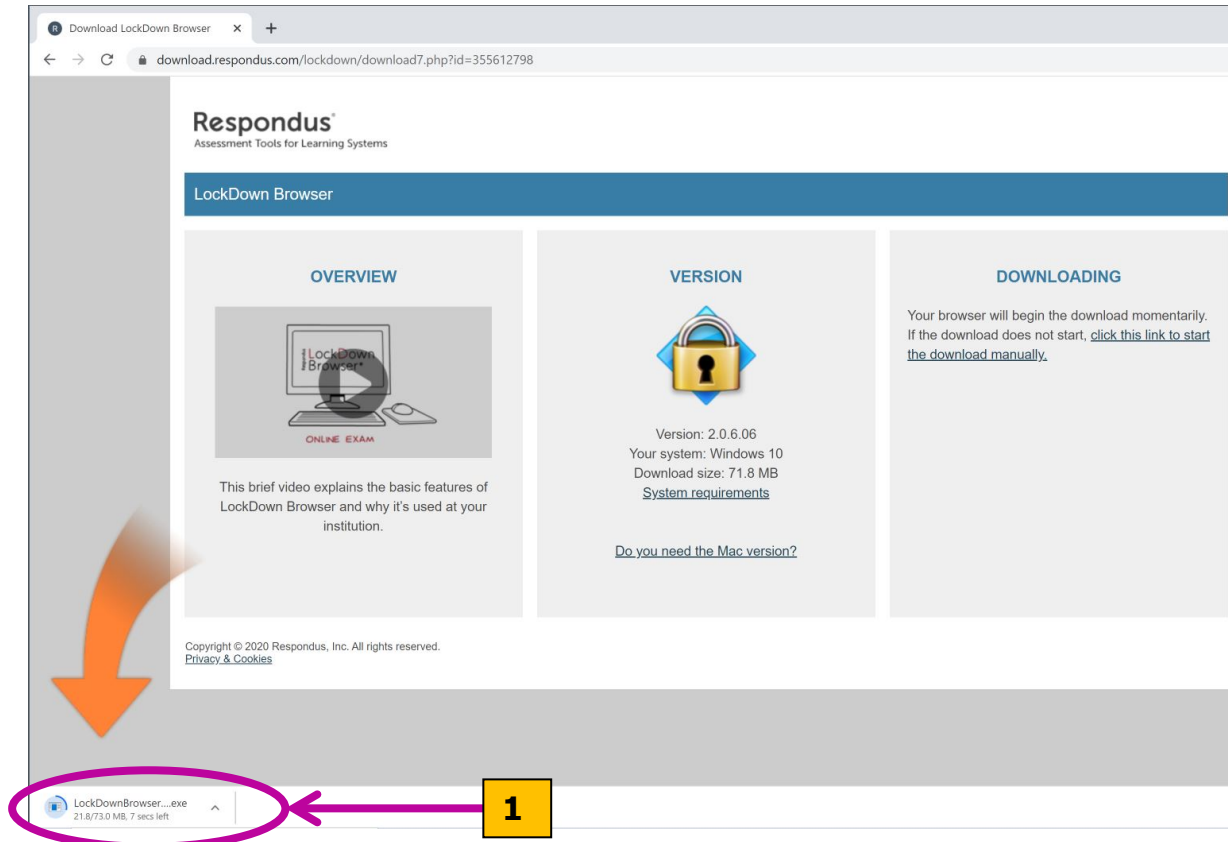 Download LockDown Browser
download.respondus.com/lockdown/download7.php?id=355612798
Respondus®
Assessment Tools for Learning Systems
LockDown Browser
OVERVIEW
Respondus
LockDown
Browser®
ONLINE EXAM
This brief video explains the basic features of
LockDown Browser and why it's used at your
institution.
VERSION
Version: 2.0.6.06
Your system: Windows 10
Download size: 71.8 MB
System requirements
Do you need the Mac version?
DOWNLOADING
Your browser will begin the download momentarily.
If the download does not start, click this link to start
the download manually.
Copyright © 2020 Respondus, Inc. All rights reserved.
Privacy & Cookies
LockDownBrowser....exe
21.8/73.0 MB, 7 secs left
1